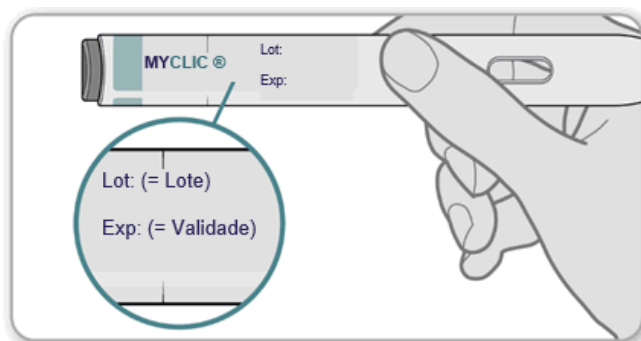 MYCLIC ®
Lot:
Exp:
Lot: (= Lote)
Exp: (= Validade)